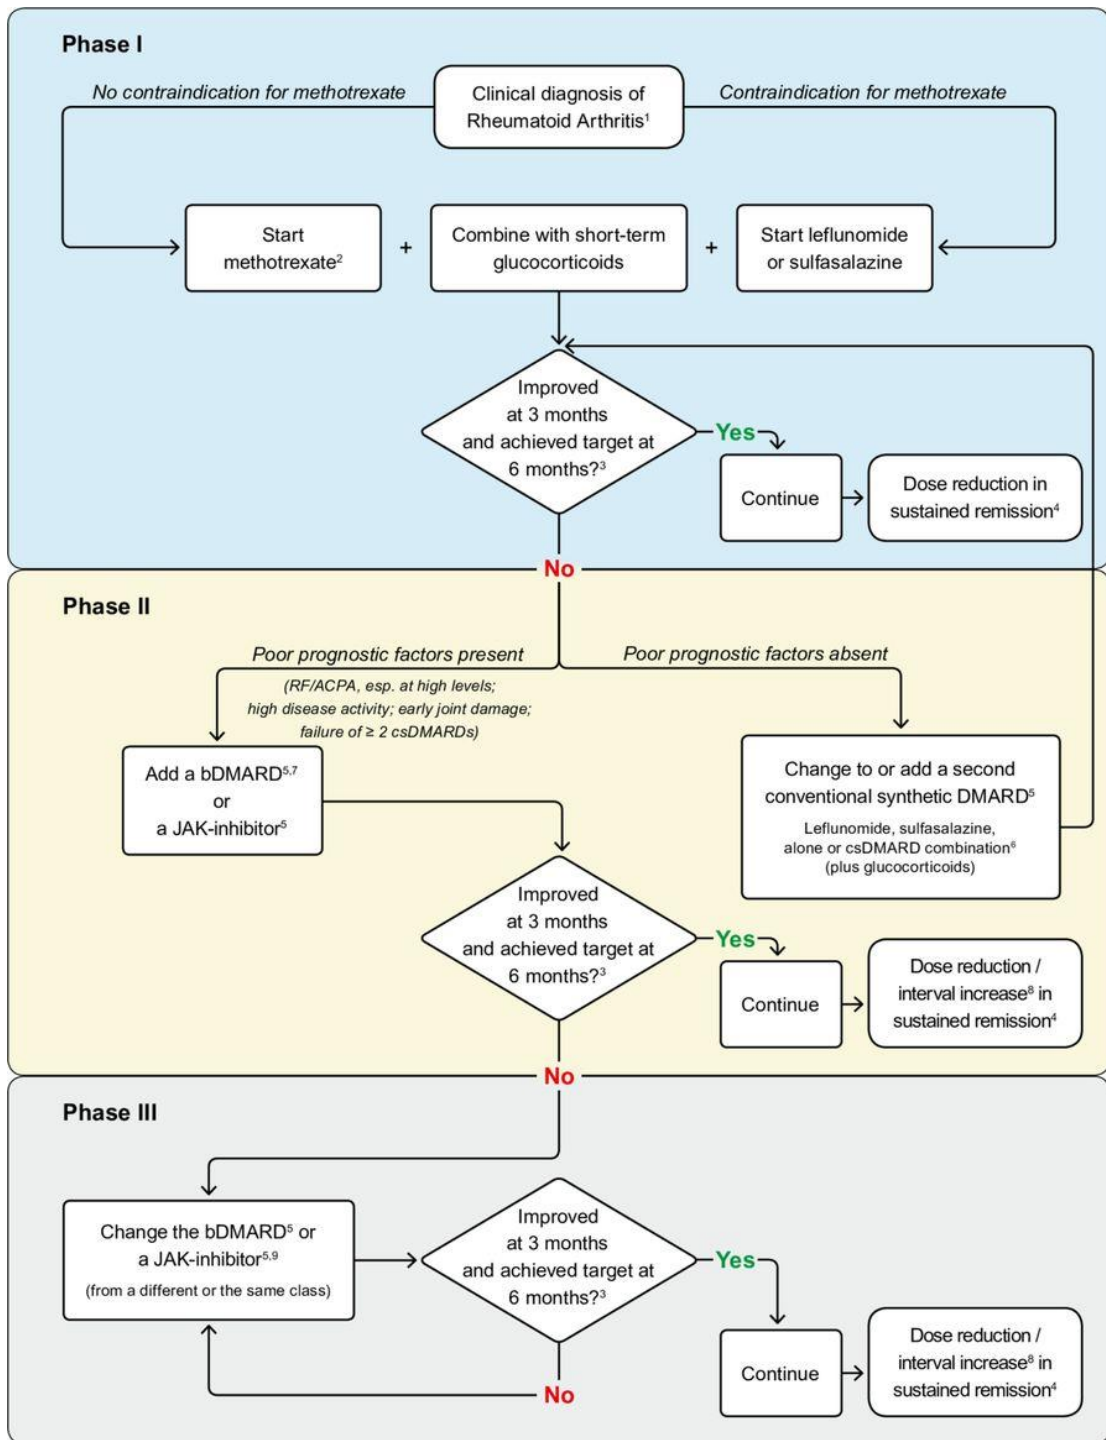 Phase I
No contraindication for methotrexate
Clinical diagnosis of
Rheumatoid Arthritis¹
Contraindication for methotrexate
Start
methotrexate²
+
Combine with short-term
glucocorticoids
+
Start leflunomide
or sulfasalazine
Improved
at 3 months
and achieved target at
6 months?³
Yes
Continue
Dose reduction in
sustained remission⁴
No
Phase II
Poor prognostic factors present
(RF/ACPA, esp. at high levels;
high disease activity; early joint damage;
failure of ≥ 2 csDMARDs)
Poor prognostic factors absent
Add a bDMARD⁵,⁷
or
a JAK-inhibitor⁵
Change to or add a second
conventional synthetic DMARD⁵
Leflunomide, sulfasalazine,
alone or csDMARD combination⁶
(plus glucocorticoids)
Improved
at 3 months
and achieved target at
6 months?³
Yes
Continue
Dose reduction /
interval increase⁸ in
sustained remission⁴
No
Phase III
Change the bDMARD⁵ or
a JAK-inhibitor⁵,⁹
(from a different or the same class)
Improved
at 3 months
and achieved target at
6 months?³
Yes
Continue
Dose reduction /
interval increase⁸ in
sustained remission⁴
No